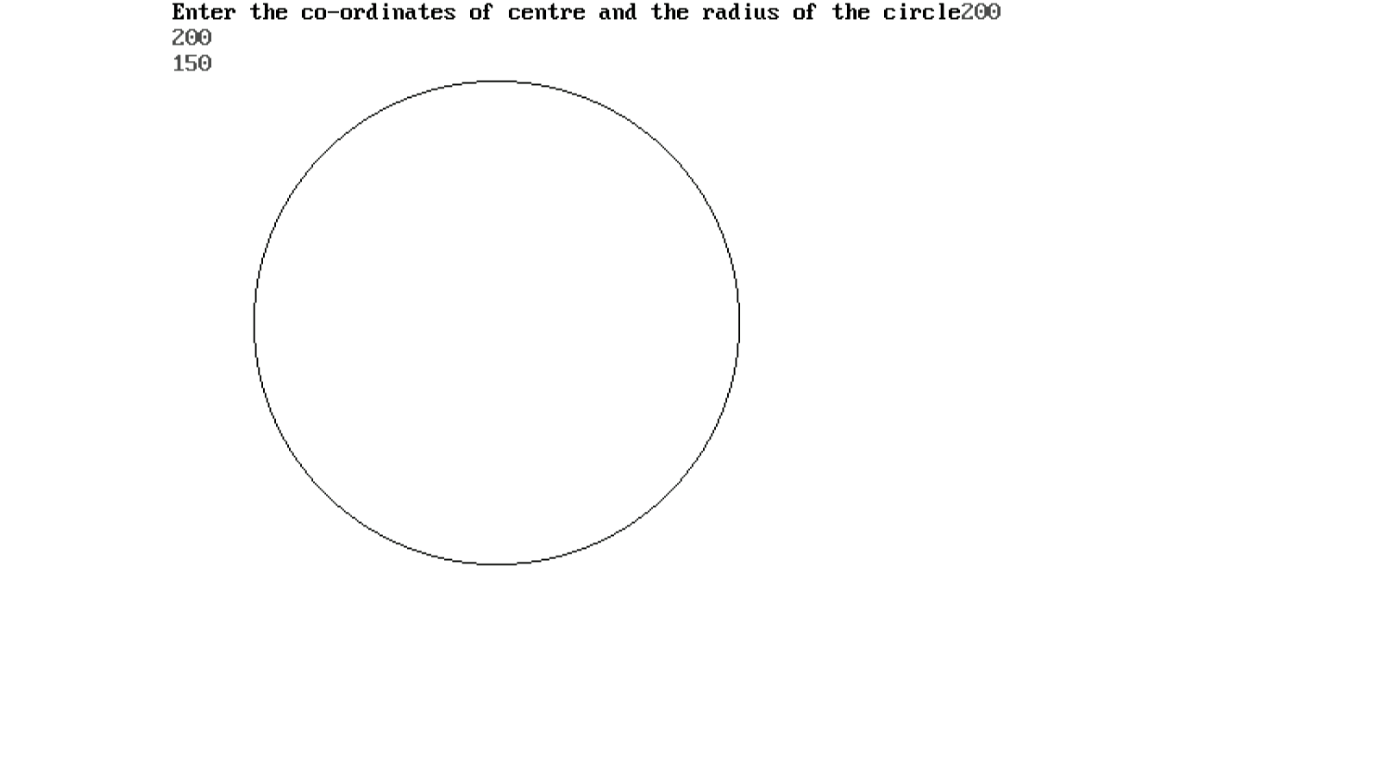 Enter the co-ordinates of centre and the radius of the circle200
200
150